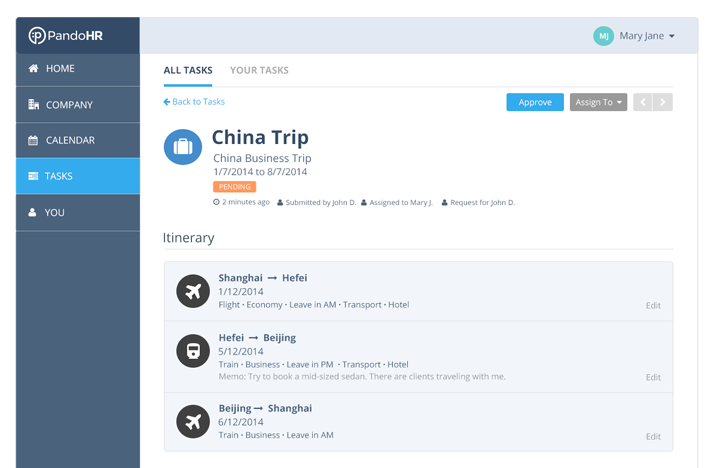 PandoHR
MJ Mary Jane
HOME
COMPANY
CALENDAR
TASKS
YOU
ALL TASKS YOUR TASKS
Back to Tasks
Approve Assign To
China Trip
China Business Trip
1/7/2014 to 8/7/2014
PENDING
2 minutes ago Submitted by John D. Assigned to Mary J. Request for John D.
Itinerary
Shanghai → Hefei
1/12/2014
Flight · Economy · Leave in AM · Transport · Hotel
Edit
Hefei → Beijing
5/12/2014
Train · Business · Leave in PM · Transport · Hotel
Memo: Try to book a mid-sized sedan. There are clients traveling with me.
Edit
Beijing → Shanghai
6/12/2014
Train · Business · Leave in AM
Edit